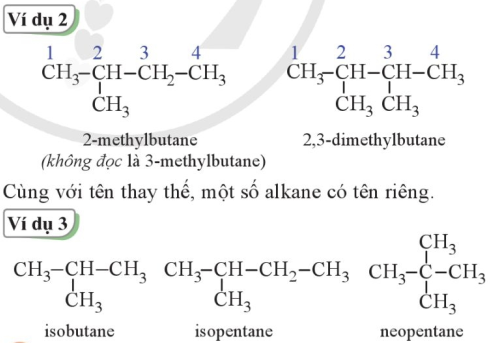 Ví dụ 2
1 2 3 4 1 2 3 4
CH₃–CH–CH₂–CH₃ CH₃–CH–CH–CH₃
CH₃ CH₃ CH₃
2-methylbutane 2,3-dimethylbutane
(không đọc là 3-methylbutane)
Cùng với tên thay thế, một số alkane có tên riêng.
Ví dụ 3
CH₃
CH₃–CH–CH₃ CH₃–CH–CH₂–CH₃ CH₃–C–CH₃
CH₃ CH₃ CH₃
isobutane isopentane neopentane